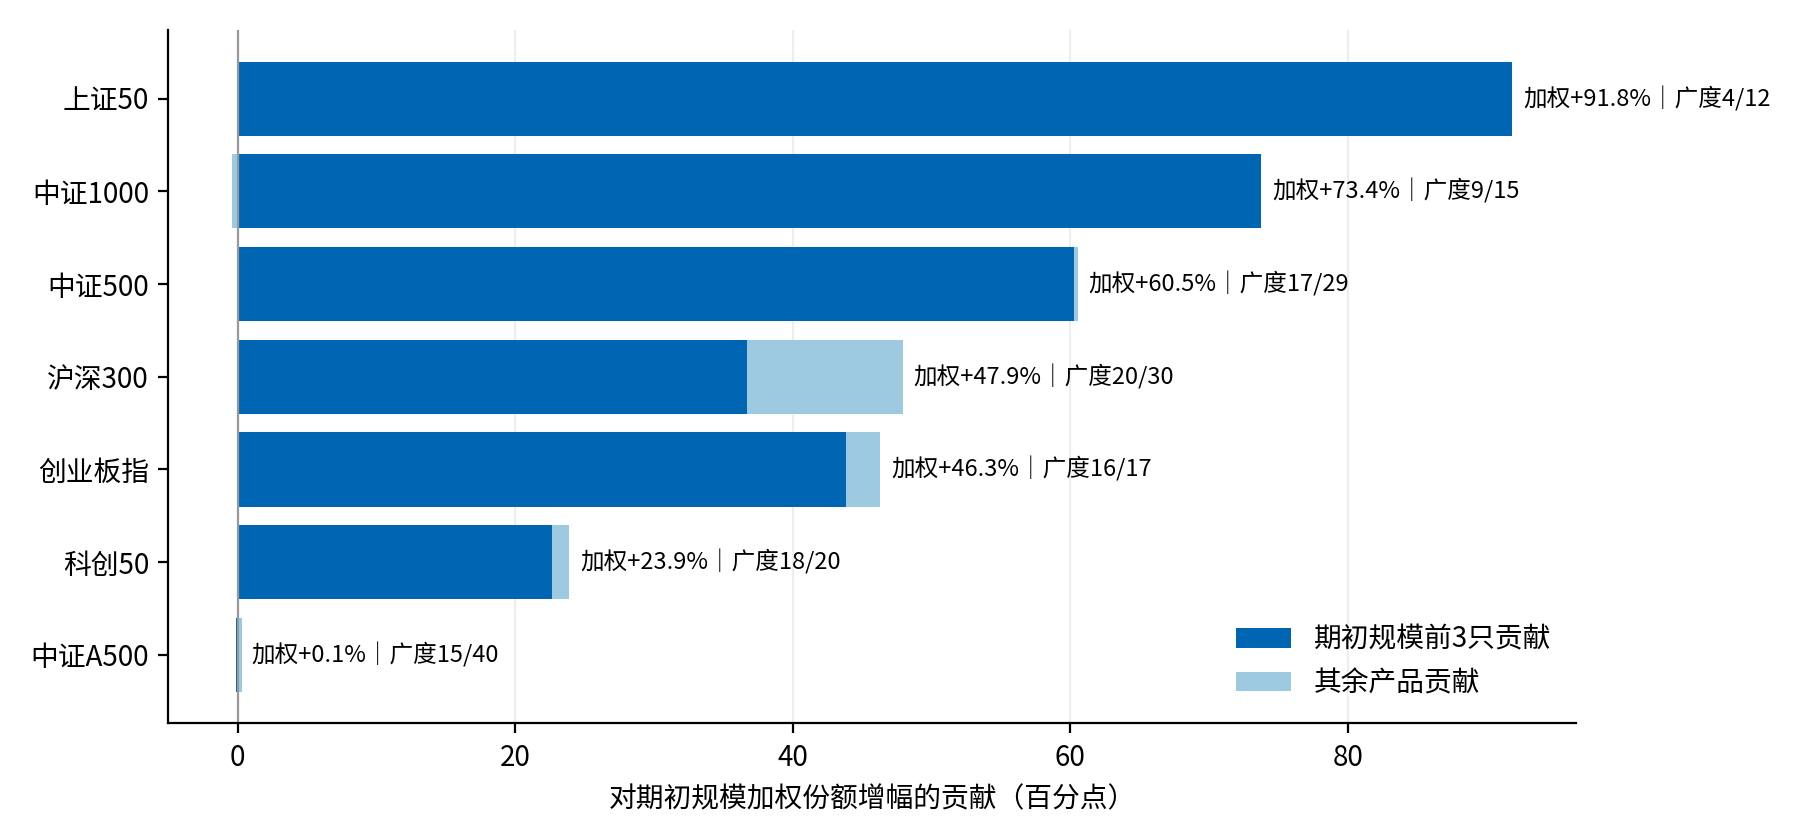 上证50 加权+91.8%｜广度4/12
中证1000 加权+73.4%｜广度9/15
中证500 加权+60.5%｜广度17/29
沪深300 加权+47.9%｜广度20/30
创业板指 加权+46.3%｜广度16/17
科创50 加权+23.9%｜广度18/20
中证A500 加权+0.1%｜广度15/40
期初规模前3只贡献
其余产品贡献
0 20 40 60 80
对期初规模加权份额增幅的贡献（百分点）